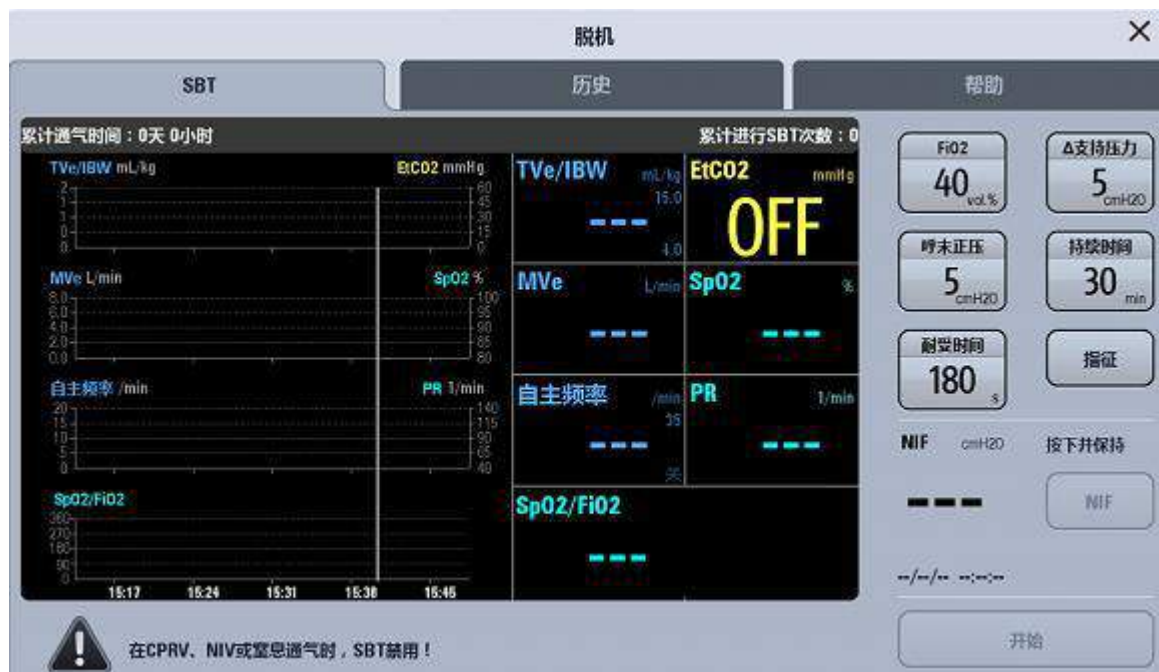 脱机
SBT
历史
帮助
累计通气时间：0天 0小时
累计进行SBT次数：0
TVe/IBW mL/kg
EtCO2 mmHg
2
1
1
0
0
60
45
30
15
0
MVe L/min
SpO2 %
8.0
6.0
4.0
2.0
0.0
100
95
90
85
80
自主频率 /min
PR 1/min
20
15
10
5
0
140
115
90
65
40
SpO2/FiO2
360
270
180
90
0
15:17 15:24 15:31 15:38 15:45
TVe/IBW mL/kg
15.0
---
4.0
EtCO2 mmHg
OFF
MVe L/min
---
SpO2 %
---
自主频率 /min
35
---
关
PR 1/min
---
SpO2/FiO2
---
FiO2
40 vol.%
Δ支持压力
5 cmH2O
呼末正压
5 cmH2O
持续时间
30 min
耐受时间
180 s
指征
NIF cmH2O
按下并保持
---
NIF
--/--/-- --:--:--
开始
在CPRV、NIV或窒息通气时，SBT禁用！